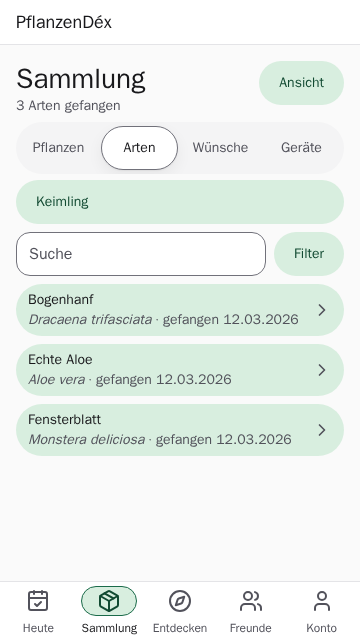 PflanzenDéx
Sammlung
Ansicht
3 Arten gefangen
Pflanzen
Arten
Wünsche
Geräte
Keimling
Suche
Filter
Bogenhanf
Dracaena trifasciata · gefangen 12.03.2026
Echte Aloe
Aloe vera · gefangen 12.03.2026
Fensterblatt
Monstera deliciosa · gefangen 12.03.2026
Heute
Sammlung
Entdecken
Freunde
Konto